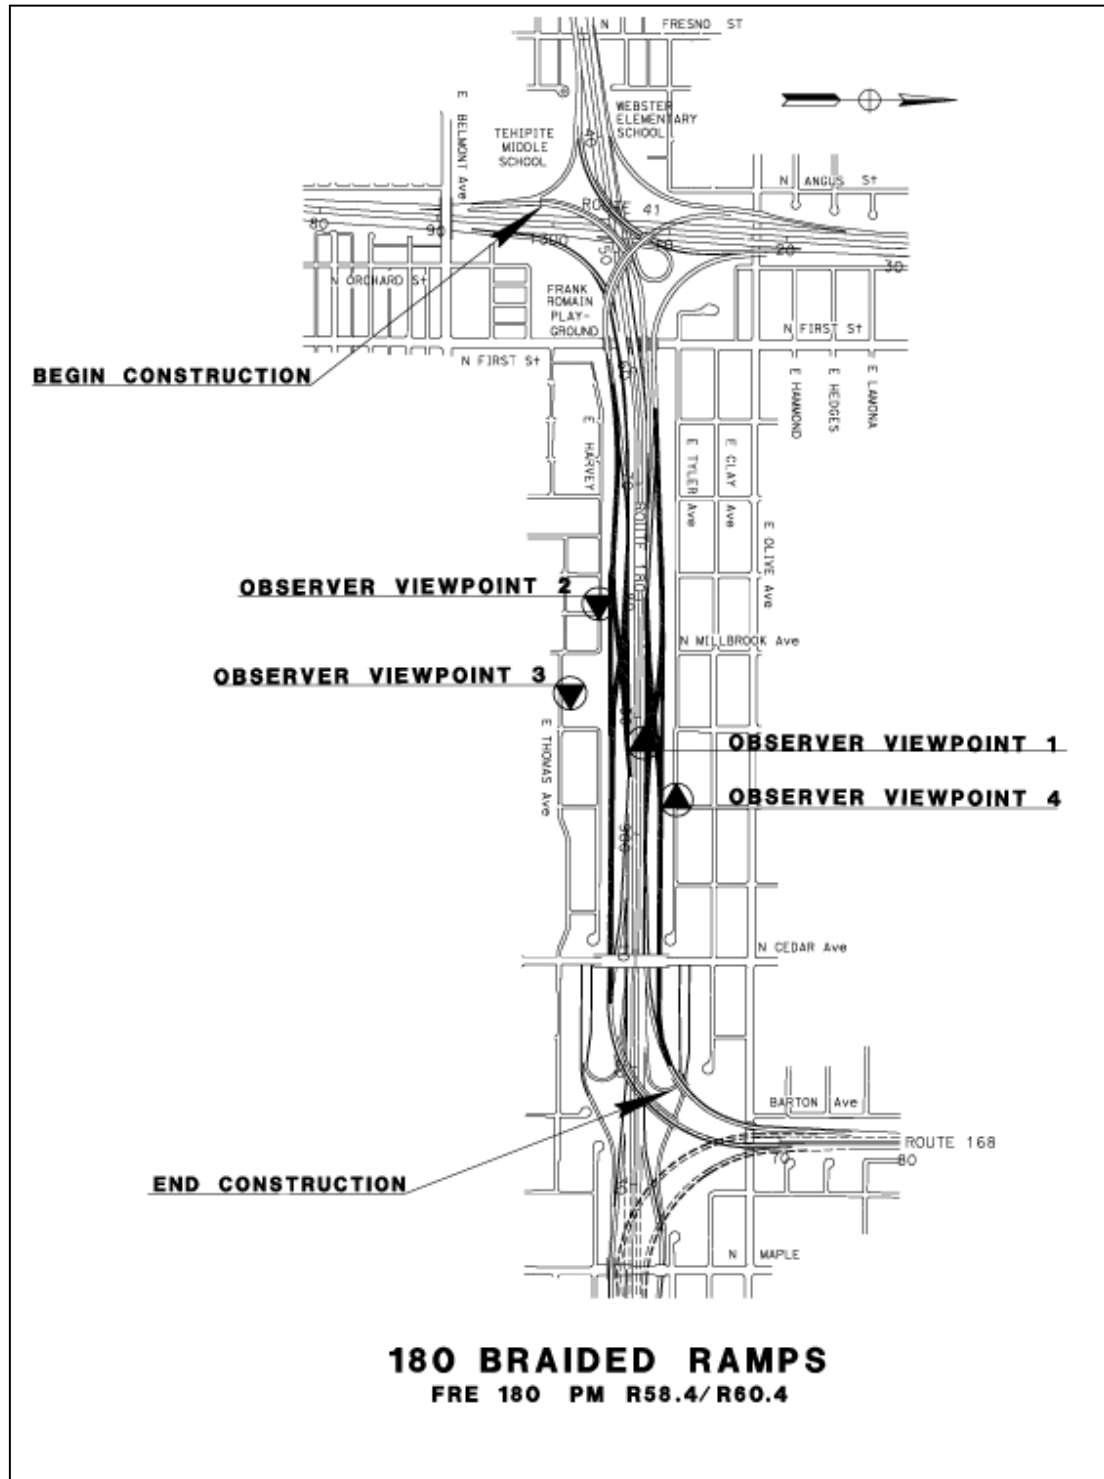 N FRESNO ST
WEBSTER
ELEMENTARY
SCHOOL
E BELMONT Ave
TEHIPITE
MIDDLE
SCHOOL
40
N ANGUS St
ROUTE 41
80
90
1300
50
20
30
N ORCHARD St
FRANK
ROMAIN
PLAY-
GROUND
N FIRST St
N FIRST St
BEGIN CONSTRUCTION
E HAMMOND
E HEDGES
E LAMONA
E HARVEY
E TYLER Ave
E CLAY Ave
E OLIVE Ave
70
ROUTE 180
OBSERVER VIEWPOINT 2
N MILLBROOK Ave
OBSERVER VIEWPOINT 3
E THOMAS Ave
OBSERVER VIEWPOINT 1
OBSERVER VIEWPOINT 4
900
N CEDAR Ave
BARTON Ave
ROUTE 168
70
80
END CONSTRUCTION
N MAPLE
180 BRAIDED RAMPS
FRE 180 PM R58.4/R60.4